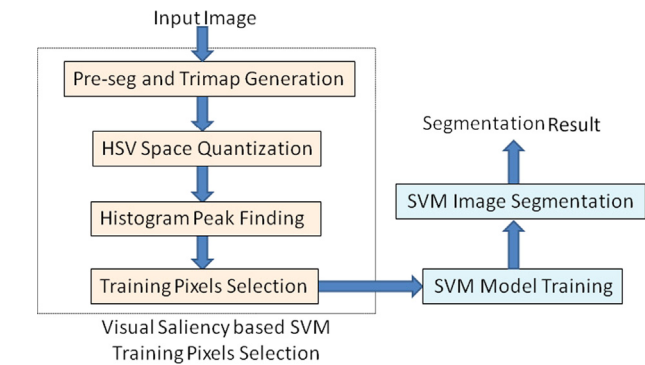 Input Image
Pre-seg and Trimap Generation
HSV Space Quantization
Histogram Peak Finding
Training Pixels Selection
Visual Saliency based SVM
Training Pixels Selection
SVM Model Training
SVM Image Segmentation
Segmentation Result